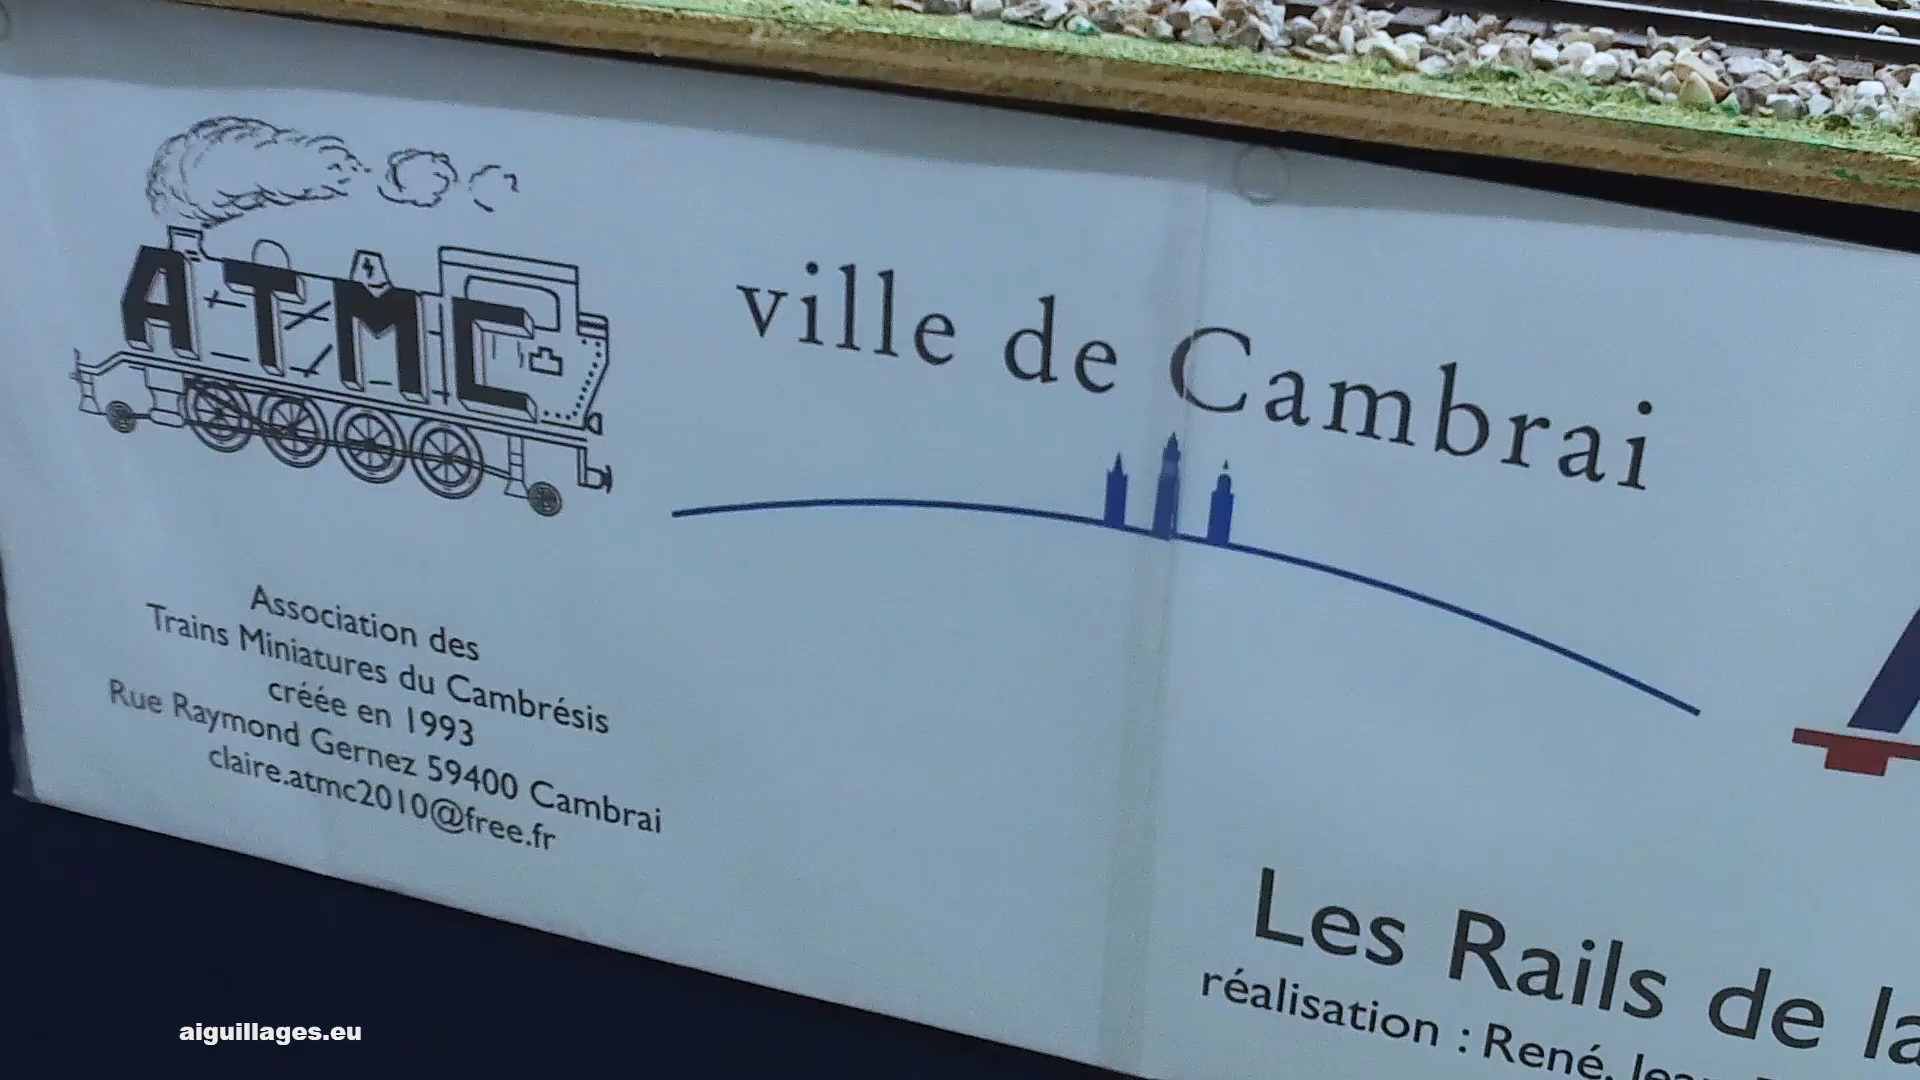 ATMC
ville de Cambrai
Association des
Trains Miniatures du Cambrésis
créée en 1993
Rue Raymond Gernez 59400 Cambrai
claire.atmc2010@free.fr
Les Rails de la
réalisation : René,
aiguillages.eu